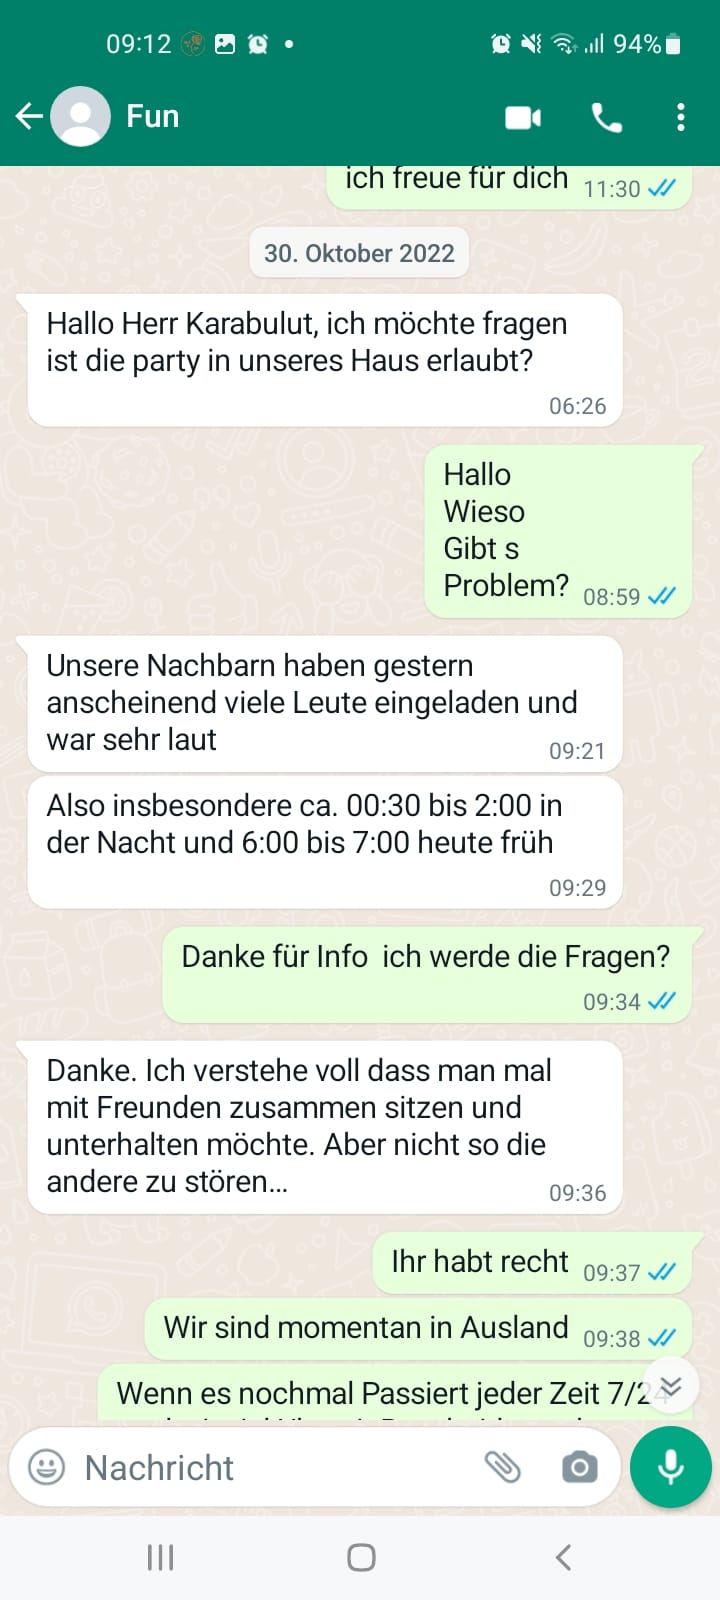 09:12
94%
Fun
ich freue für dich 11:30
30. Oktober 2022
Hallo Herr Karabulut, ich möchte fragen
ist die party in unseres Haus erlaubt?
06:26
Hallo
Wieso
Gibt s
Problem? 08:59
Unsere Nachbarn haben gestern
anscheinend viele Leute eingeladen und
war sehr laut
09:21
Also insbesondere ca. 00:30 bis 2:00 in
der Nacht und 6:00 bis 7:00 heute früh
09:29
Danke für Info ich werde die Fragen?
09:34
Danke. Ich verstehe voll dass man mal
mit Freunden zusammen sitzen und
unterhalten möchte. Aber nicht so die
andere zu stören...
09:36
Ihr habt recht 09:37
Wir sind momentan in Ausland 09:38
Wenn es nochmal Passiert jeder Zeit 7/24
Nachricht